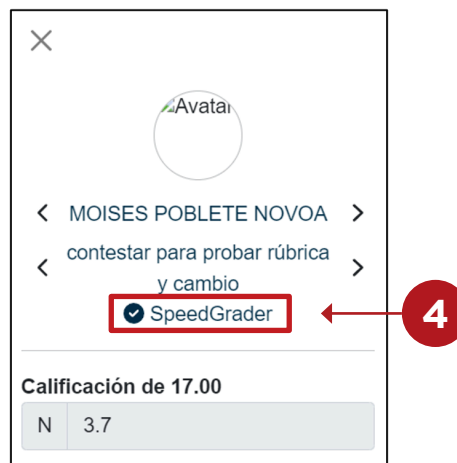 Avatar
MOISES POBLETE NOVOA
contestar para probar rúbrica
y cambio
SpeedGrader
4
Calificación de 17.00
N 3.7